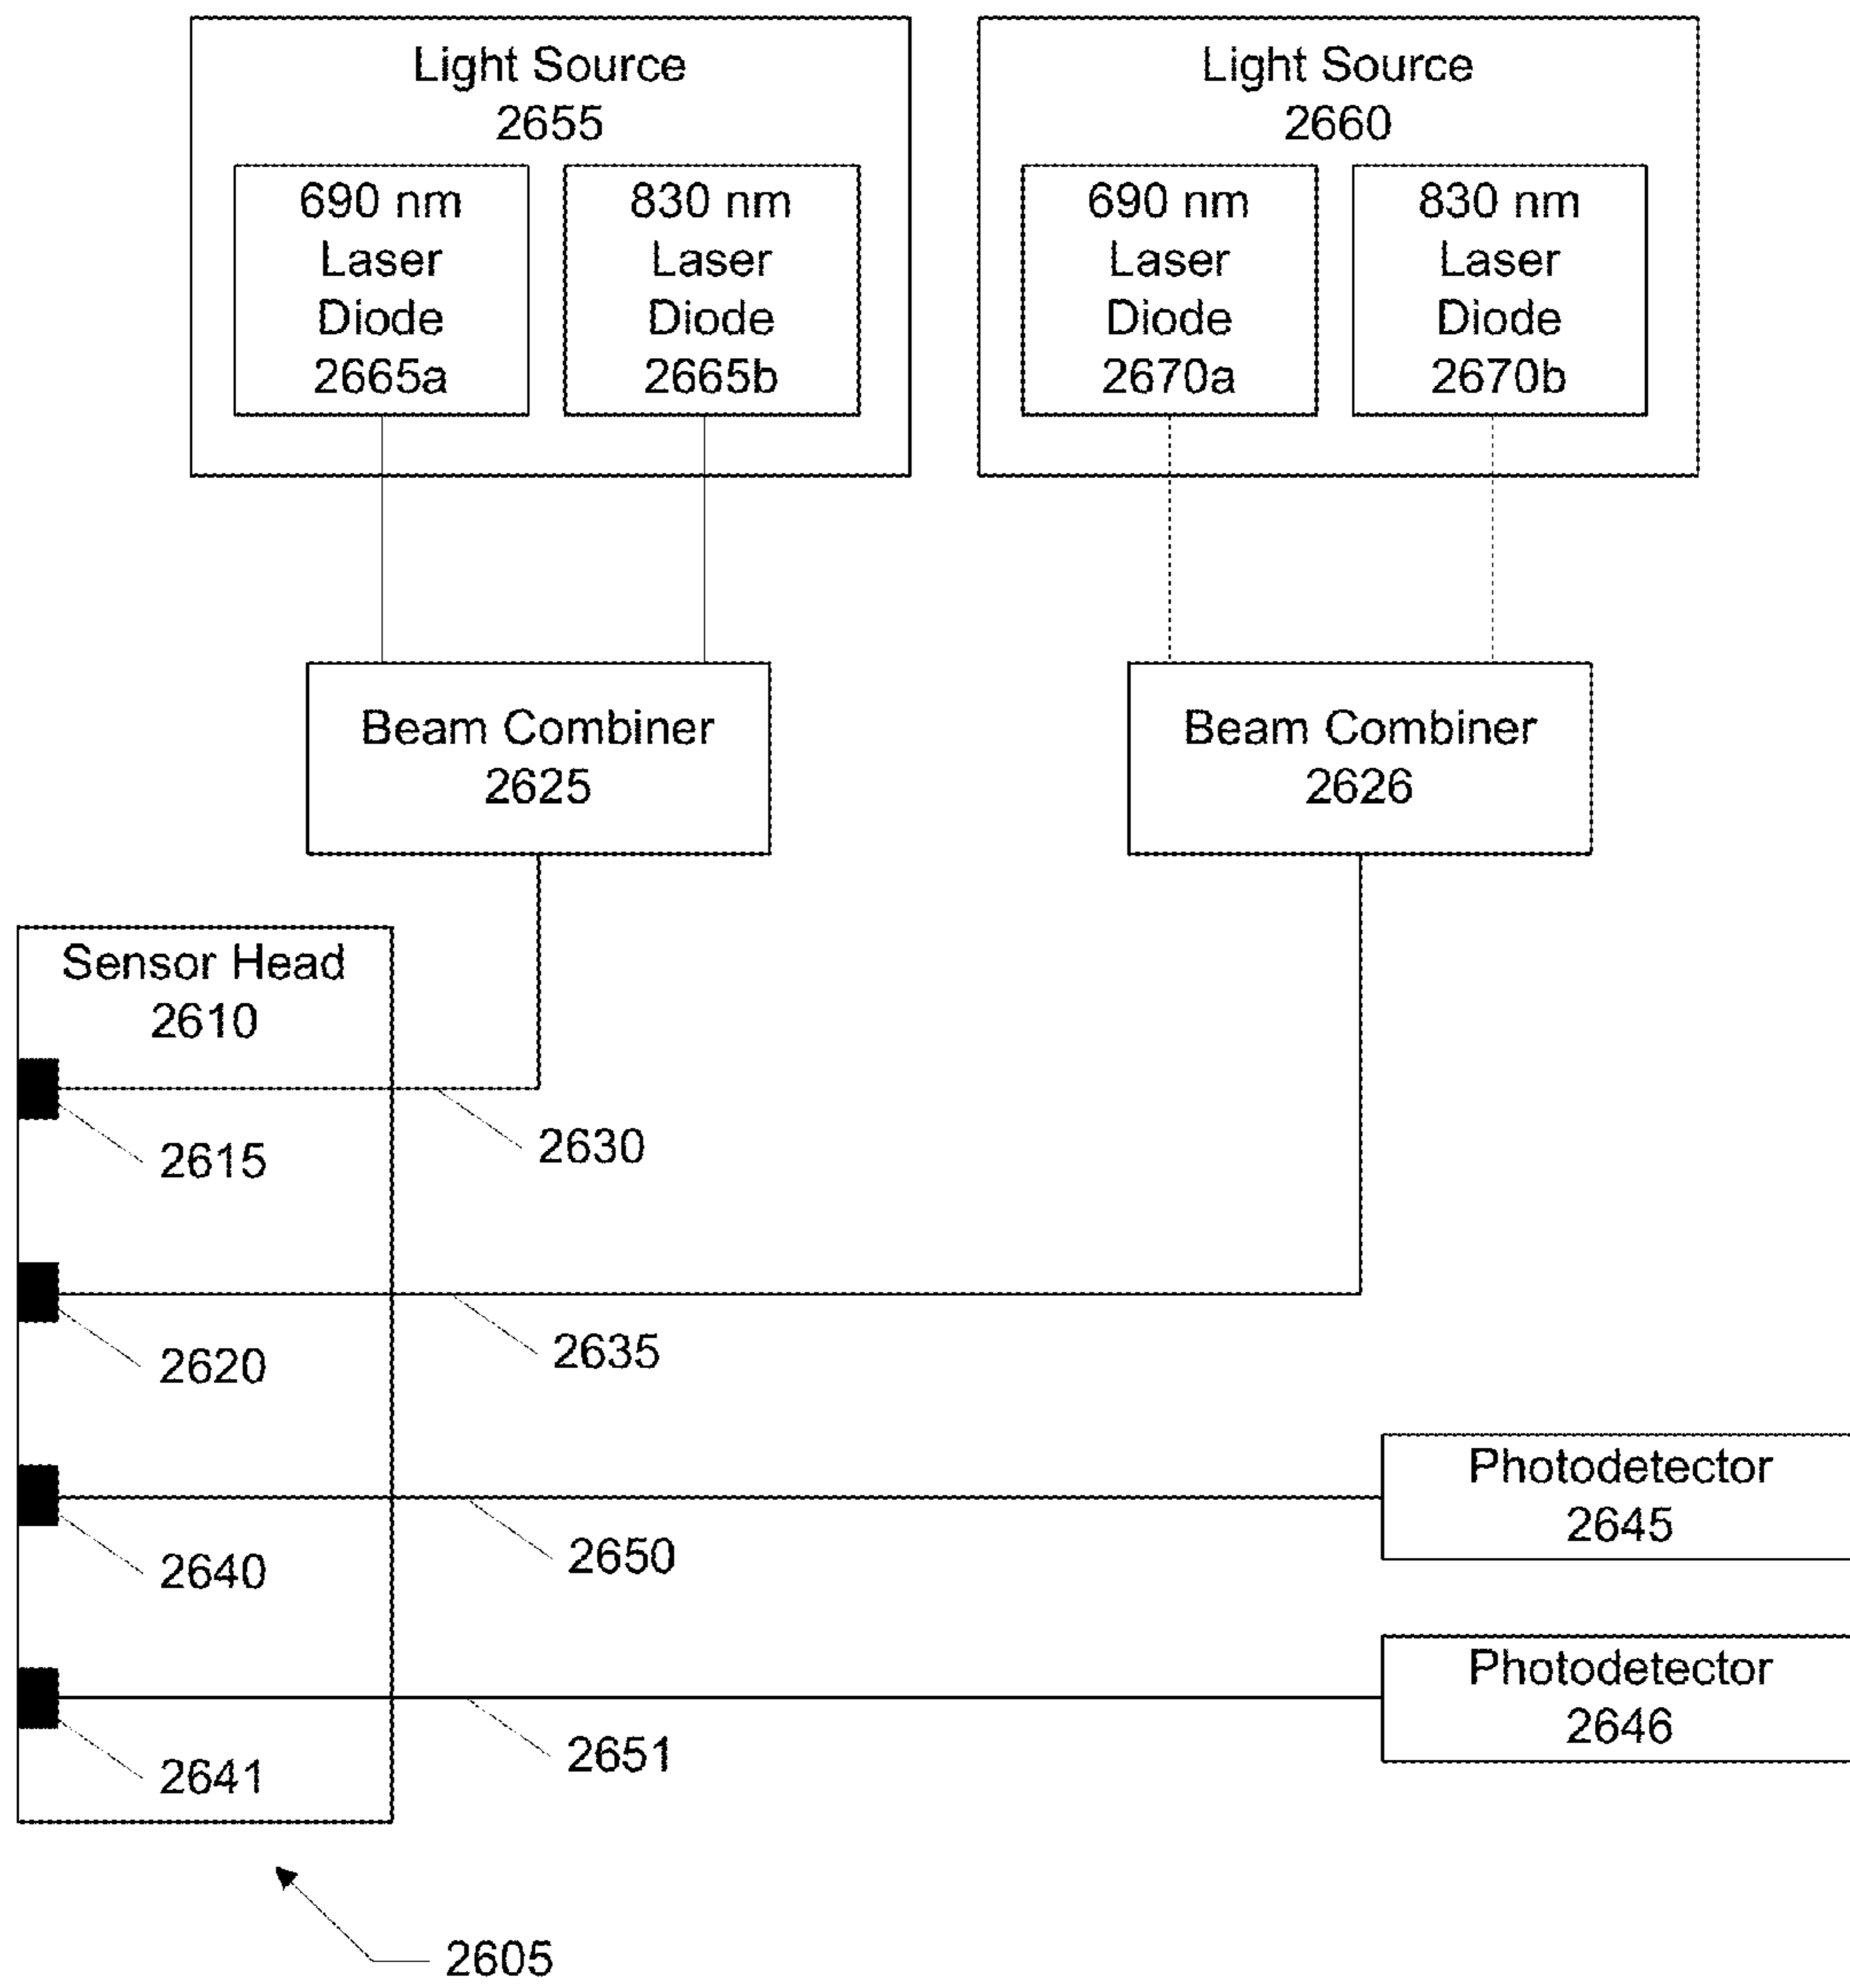 Light Source
2655
690 nm
Laser
Diode
2665a
830 nm
Laser
Diode
2665b
Light Source
2660
690 nm
Laser
Diode
2670a
830 nm
Laser
Diode
2670b
Beam Combiner
2625
Beam Combiner
2626
Sensor Head
2610
2615
2630
2620
2635
2640
2650
Photodetector
2645
2641
2651
Photodetector
2646
2605